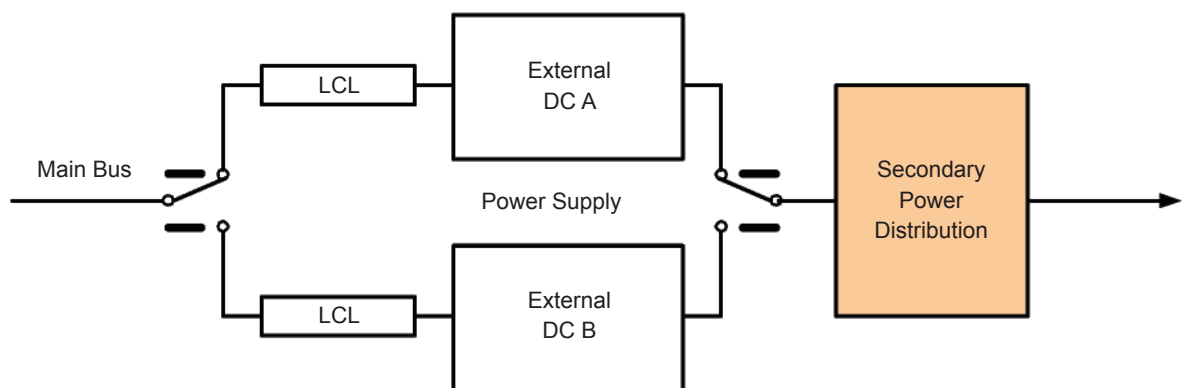 LCL
External
DC A
Main Bus
Power Supply
Secondary
Power
Distribution
LCL
External
DC B